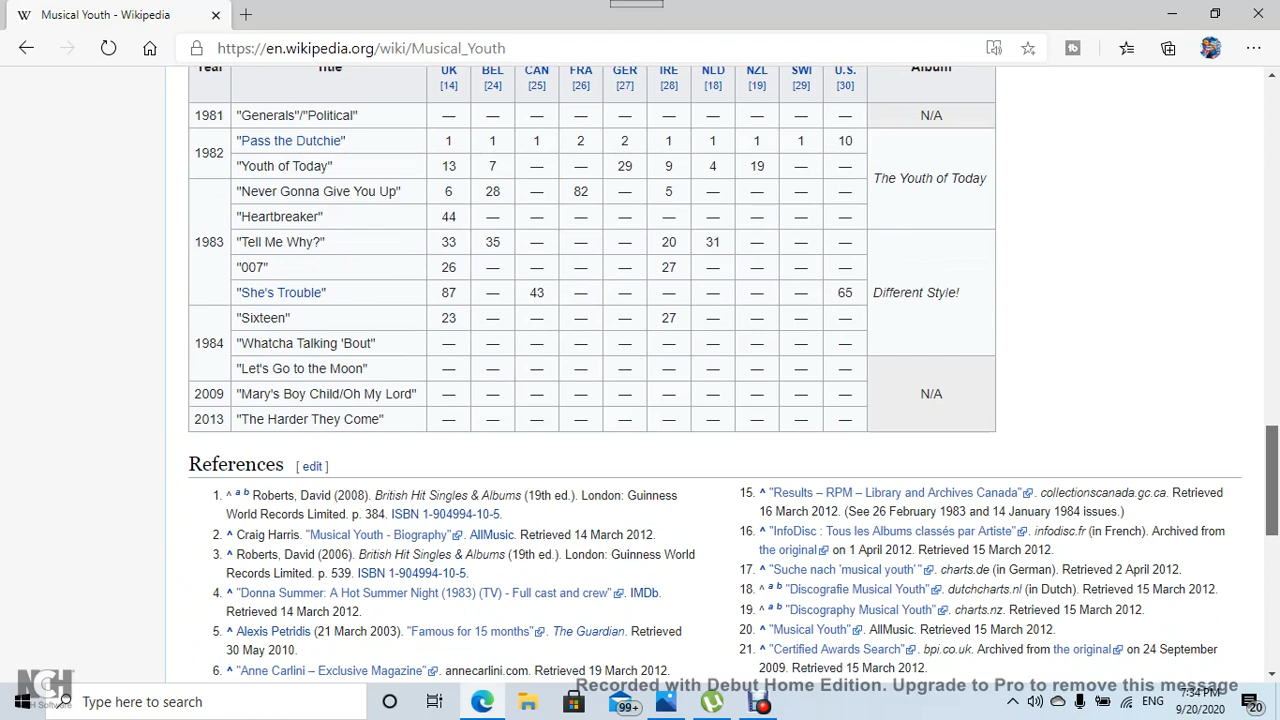 Musical Youth - Wikipedia
https://en.wikipedia.org/wiki/Musical_Youth
Year Title UK BEL CAN FRA GER IRE NLD NZL SWI U.S. Album
[14] [24] [25] [26] [27] [28] [18] [19] [29] [30]
1981 "Generals"/"Political" — — — — — — — — — — N/A
1982 "Pass the Dutchie" 1 1 1 2 2 1 1 1 1 10 The Youth of Today
"Youth of Today" 13 7 — — 29 9 4 19 — —
1983 "Never Gonna Give You Up" 6 28 — 82 — 5 — — — —
"Heartbreaker" 44 — — — — — — — — —
"Tell Me Why?" 33 35 — — — 20 31 — — — Different Style!
"007" 26 — — — — 27 — — — —
"She's Trouble" 87 — 43 — — — — — — 65
1984 "Sixteen" 23 — — — — 27 — — — —
"Whatcha Talking 'Bout" — — — — — — — — — —
"Let's Go to the Moon" — — — — — — — — — — N/A
2009 "Mary's Boy Child/Oh My Lord" — — — — — — — — — —
2013 "The Harder They Come" — — — — — — — — — —
References [ edit ]
1. ^ a b Roberts, David (2008). British Hit Singles & Albums (19th ed.). London: Guinness
World Records Limited. p. 384. ISBN 1-904994-10-5.
2. ^ Craig Harris. "Musical Youth - Biography". AllMusic. Retrieved 14 March 2012.
3. ^ Roberts, David (2006). British Hit Singles & Albums (19th ed.). London: Guinness World
Records Limited. p. 539. ISBN 1-904994-10-5.
4. ^ "Donna Summer: A Hot Summer Night (1983) (TV) - Full cast and crew". IMDb.
Retrieved 14 March 2012.
5. ^ Alexis Petridis (21 March 2003). "Famous for 15 months". The Guardian. Retrieved
30 May 2010.
6. ^ "Anne Carlini – Exclusive Magazine". annecarlini.com. Retrieved 19 March 2012.
15. ^ "Results – RPM – Library and Archives Canada". collectionscanada.gc.ca. Retrieved
16 March 2012. (See 26 February 1983 and 14 January 1984 issues.)
16. ^ "InfoDisc : Tous les Albums classés par Artiste". infodisc.fr (in French). Archived from
the original on 1 April 2012. Retrieved 15 March 2012.
17. ^ "Suche nach 'musical youth'". charts.de (in German). Retrieved 2 April 2012.
18. ^ a b "Discografie Musical Youth". dutchcharts.nl (in Dutch). Retrieved 15 March 2012.
19. ^ a b "Discography Musical Youth". charts.nz. Retrieved 15 March 2012.
20. ^ "Musical Youth". AllMusic. Retrieved 15 March 2012.
21. ^ "Certified Awards Search". bpi.co.uk. Archived from the original on 24 September
2009. Retrieved 15 March 2012.
NCH
NCH Software
Recorded with Debut Home Edition. Upgrade to Pro to remove this message
Type here to search
99+
ENG
7:34 PM
9/20/2020
20